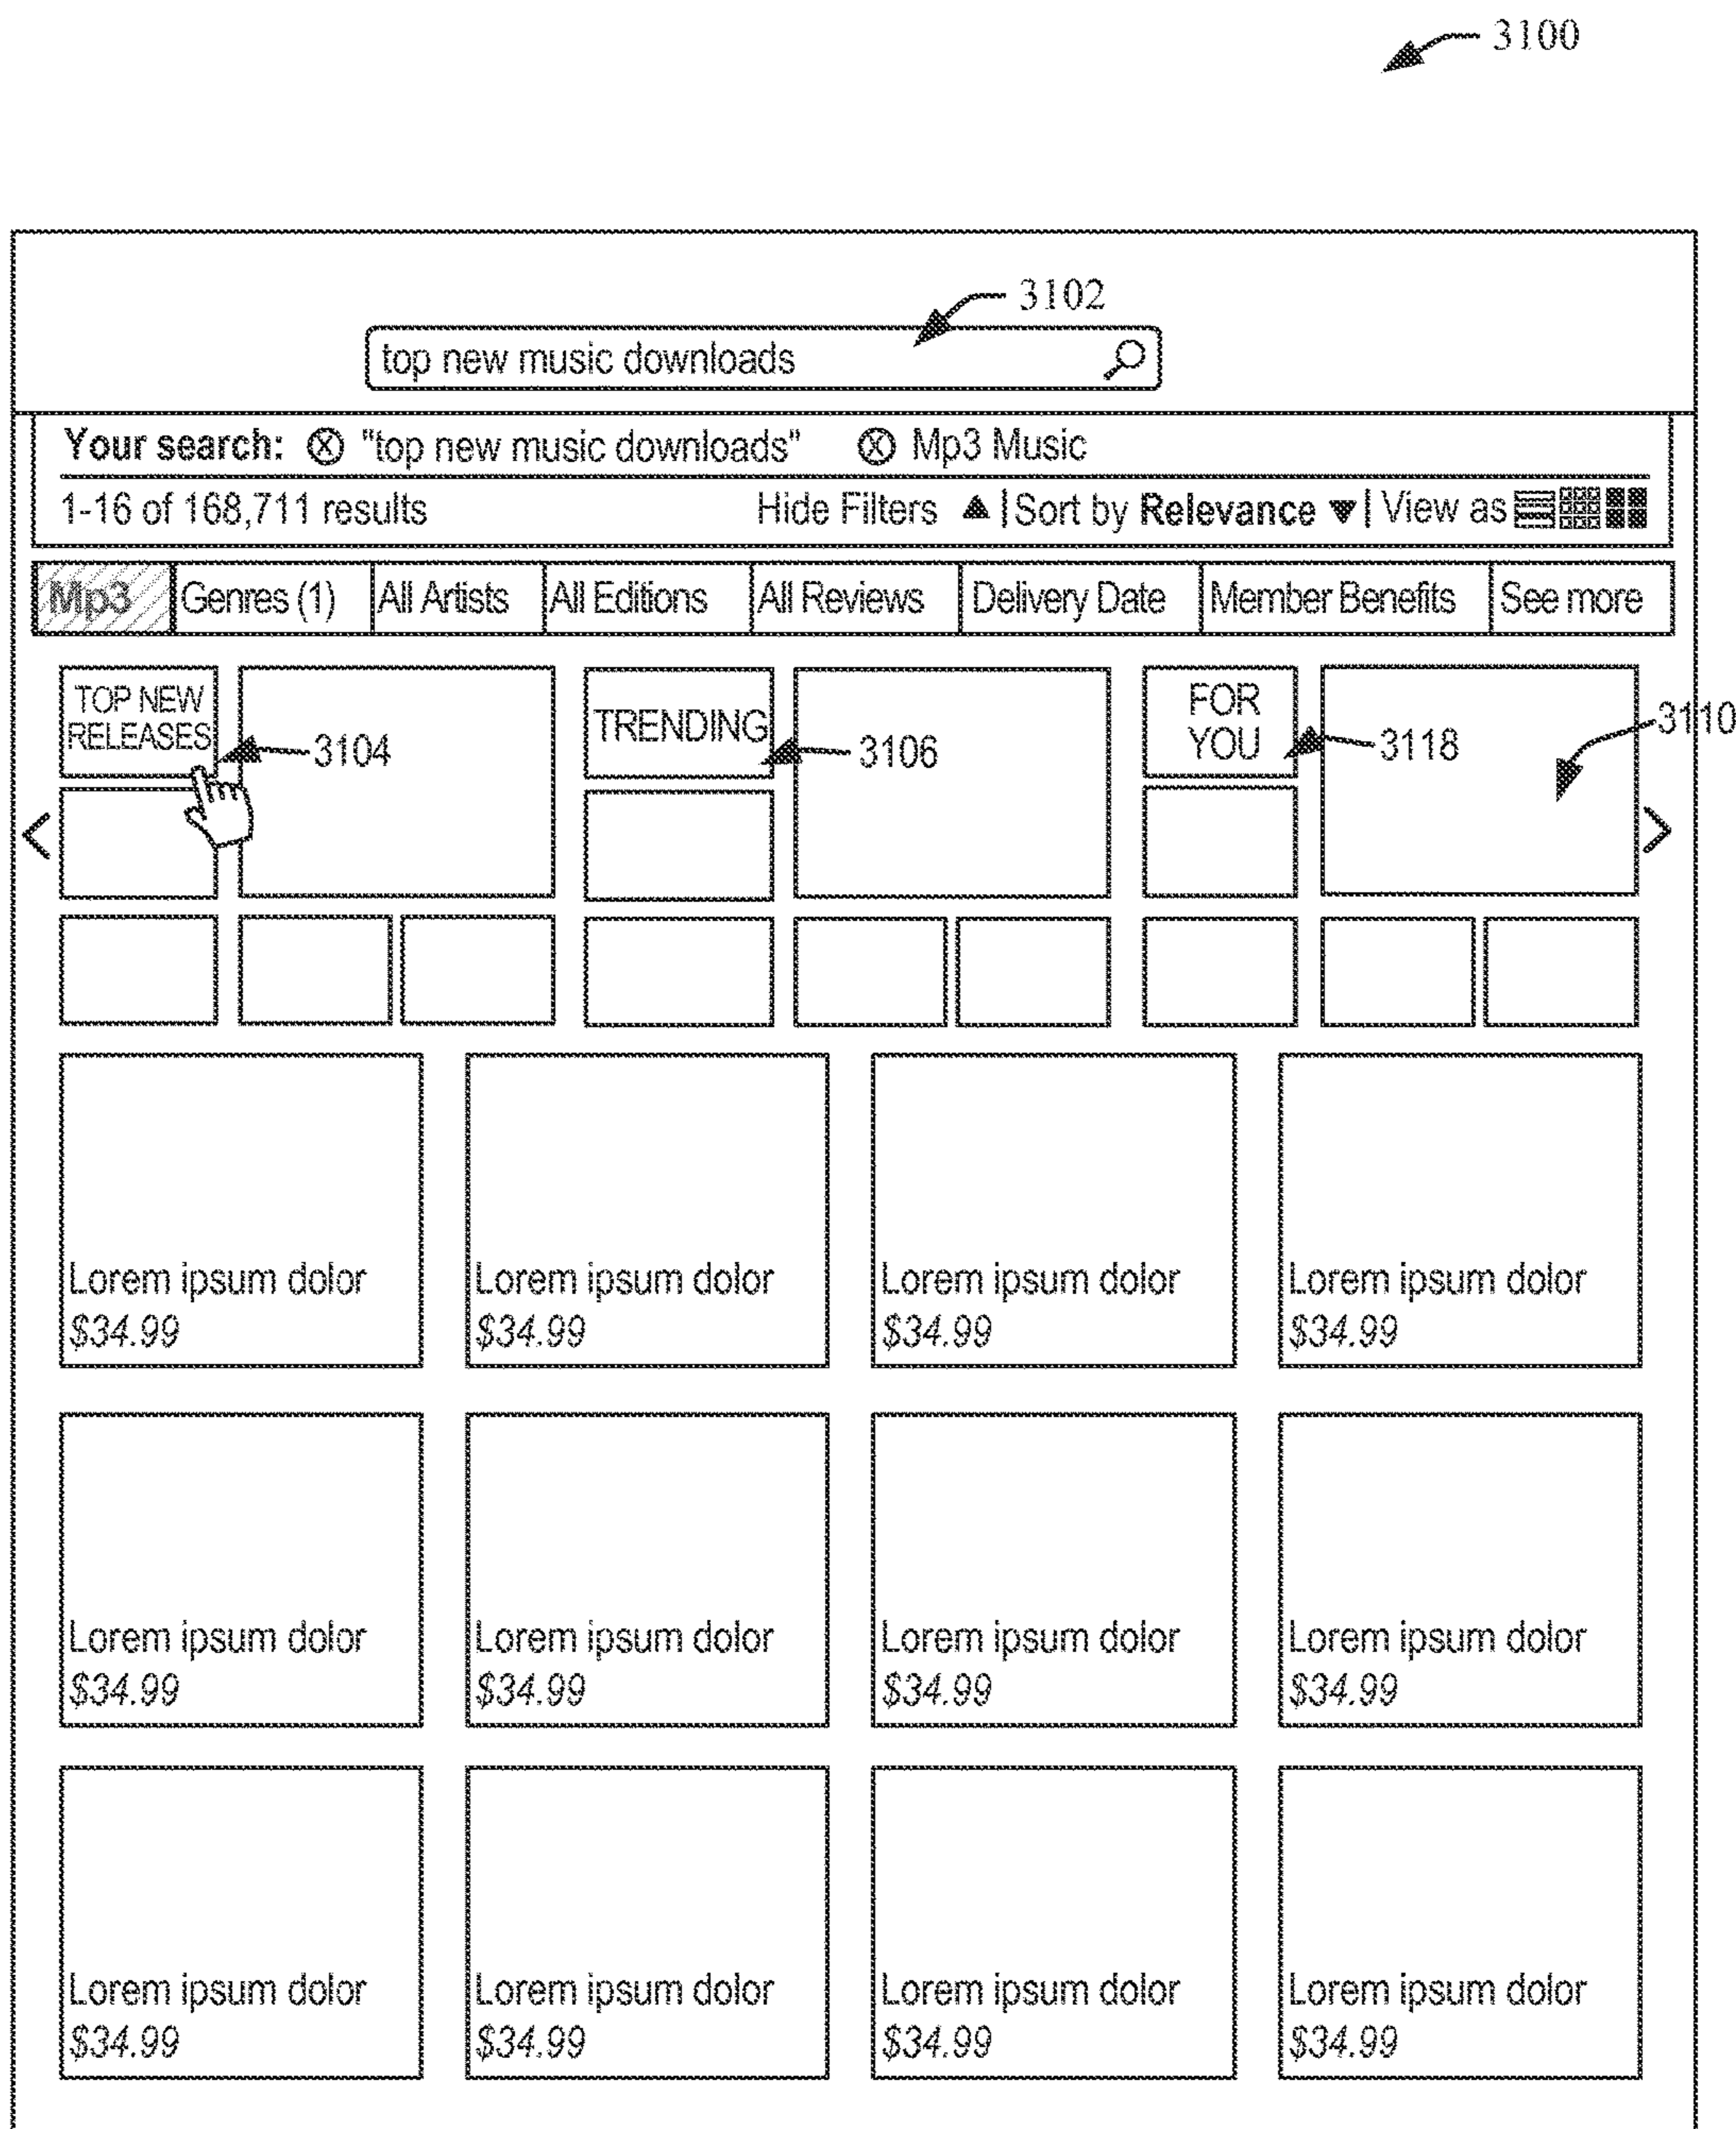 3100
3102
top new music downloads
Your search: ⓧ "top new music downloads" ⓧ Mp3 Music
1-16 of 168,711 results Hide Filters ▲ | Sort by Relevance ▼ | View as
Mp3 Genres (1) All Artists All Editions All Reviews Delivery Date Member Benefits See more
TOP NEW
RELEASES
3104
TRENDING
3106
FOR
YOU
3118
3110
< >
Lorem ipsum dolor Lorem ipsum dolor Lorem ipsum dolor Lorem ipsum dolor
$34.99 $34.99 $34.99 $34.99
Lorem ipsum dolor Lorem ipsum dolor Lorem ipsum dolor Lorem ipsum dolor
$34.99 $34.99 $34.99 $34.99
Lorem ipsum dolor Lorem ipsum dolor Lorem ipsum dolor Lorem ipsum dolor
$34.99 $34.99 $34.99 $34.99